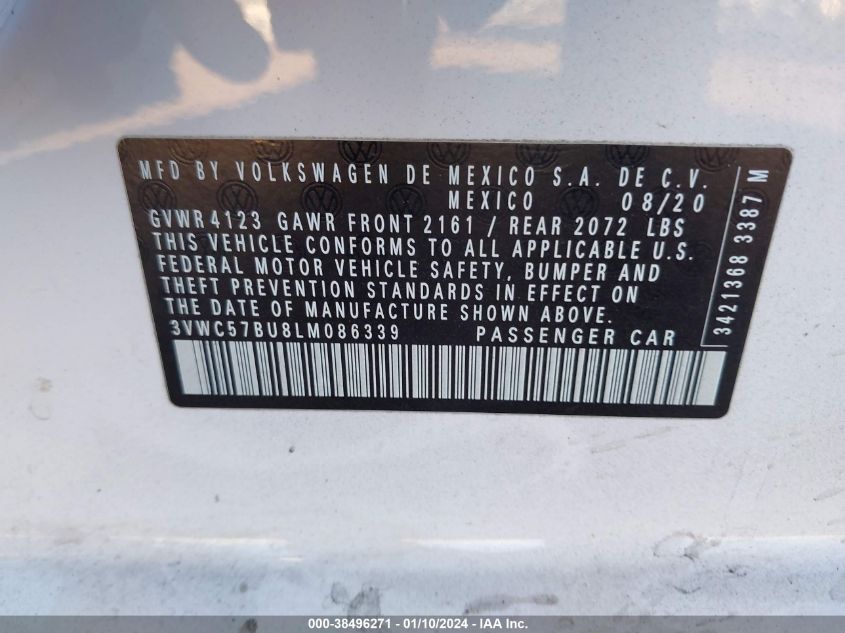 MFD BY VOLKSWAGEN DE MEXICO S.A. DE C.V.
MEXICO 08/20
GVWR 4123 GAWR FRONT 2161 / REAR 2072 LBS
THIS VEHICLE CONFORMS TO ALL APPLICABLE U.S.
FEDERAL MOTOR VEHICLE SAFETY, BUMPER AND
THEFT PREVENTION STANDARDS IN EFFECT ON
THE DATE OF MANUFACTURE SHOWN ABOVE.
3VWC57BU8LM086339 PASSENGER CAR
3421368 3387 M
000-38496271 - 01/10/2024 - IAAI Inc.